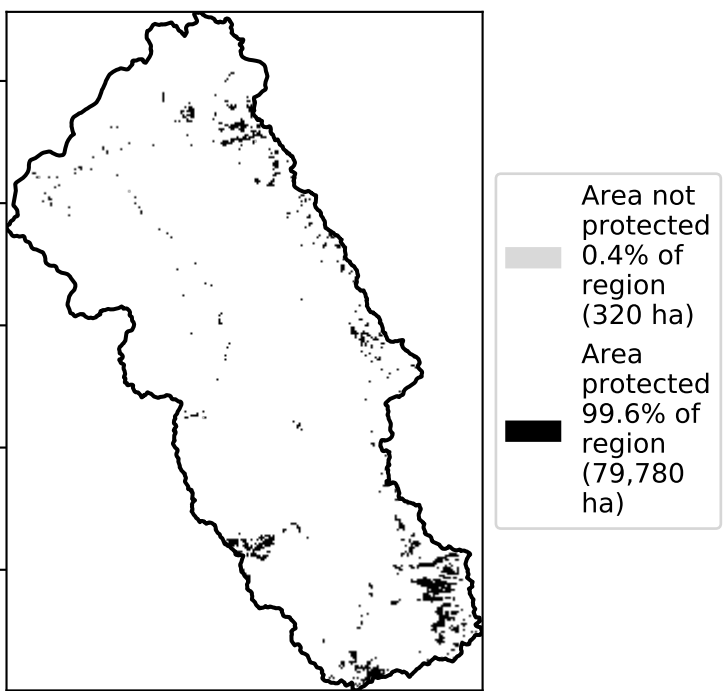 Area not
protected
0.4% of
region
(320 ha)
Area
protected
99.6% of
region
(79,780
ha)